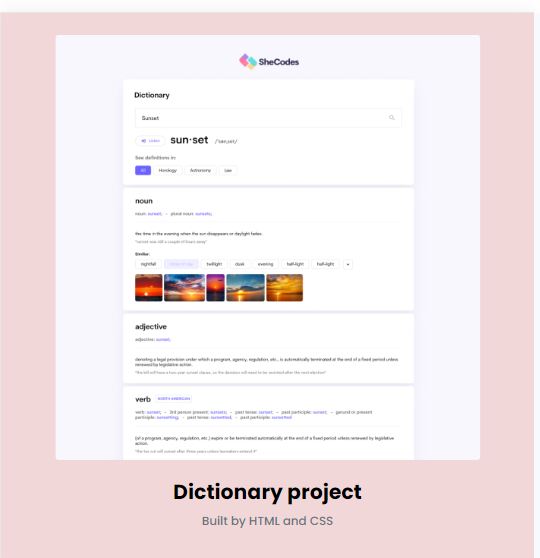 SheCodes
Dictionary
Sunset
Listen
sun·set
See definitions in:
All
Horology
Astronomy
Law
noun
noun: sunset; – plural noun: sunsets;
the time in the evening when the sun disappears or daylight fades.
"sunset was still a couple of hours away"
Similar:
nightfall
twilight
dusk
evening
half-light
half-light
adjective
adjective: sunset;
denoting a legal provision under which a program, agency, regulation, etc., is automatically terminated at the end of a fixed period unless
renewed by legislative action.
"the bill will have a two-year sunset clause, so the decision will need to be revisited after the next election"
verb
NORTH AMERICAN
verb: sunset; – 3rd person present: sunsets; – past tense: sunset; – past participle: sunset; – gerund or present
participle: sunsetting; – past tense: sunsetted; – past participle: sunsetted
(of a program, agency, regulation, etc.) expire or be terminated automatically at the end of a fixed period unless renewed by legislative
action.
"the tax cut will sunset after three years unless lawmakers extend it"
Dictionary project
Built by HTML and CSS